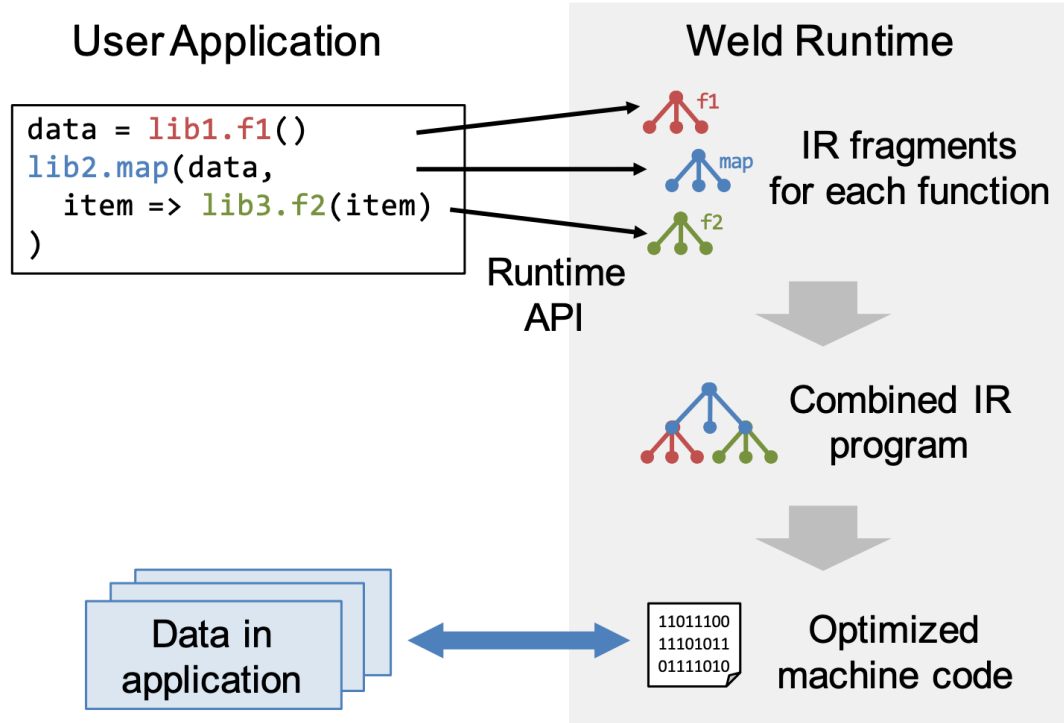 User Application
Weld Runtime
data = lib1.f1()
lib2.map(data,
item => lib3.f2(item)
)
f1
map
f2
IR fragments
for each function
Runtime
API
Combined IR
program
Data in
application
11011100
11101011
01111010
Optimized
machine code